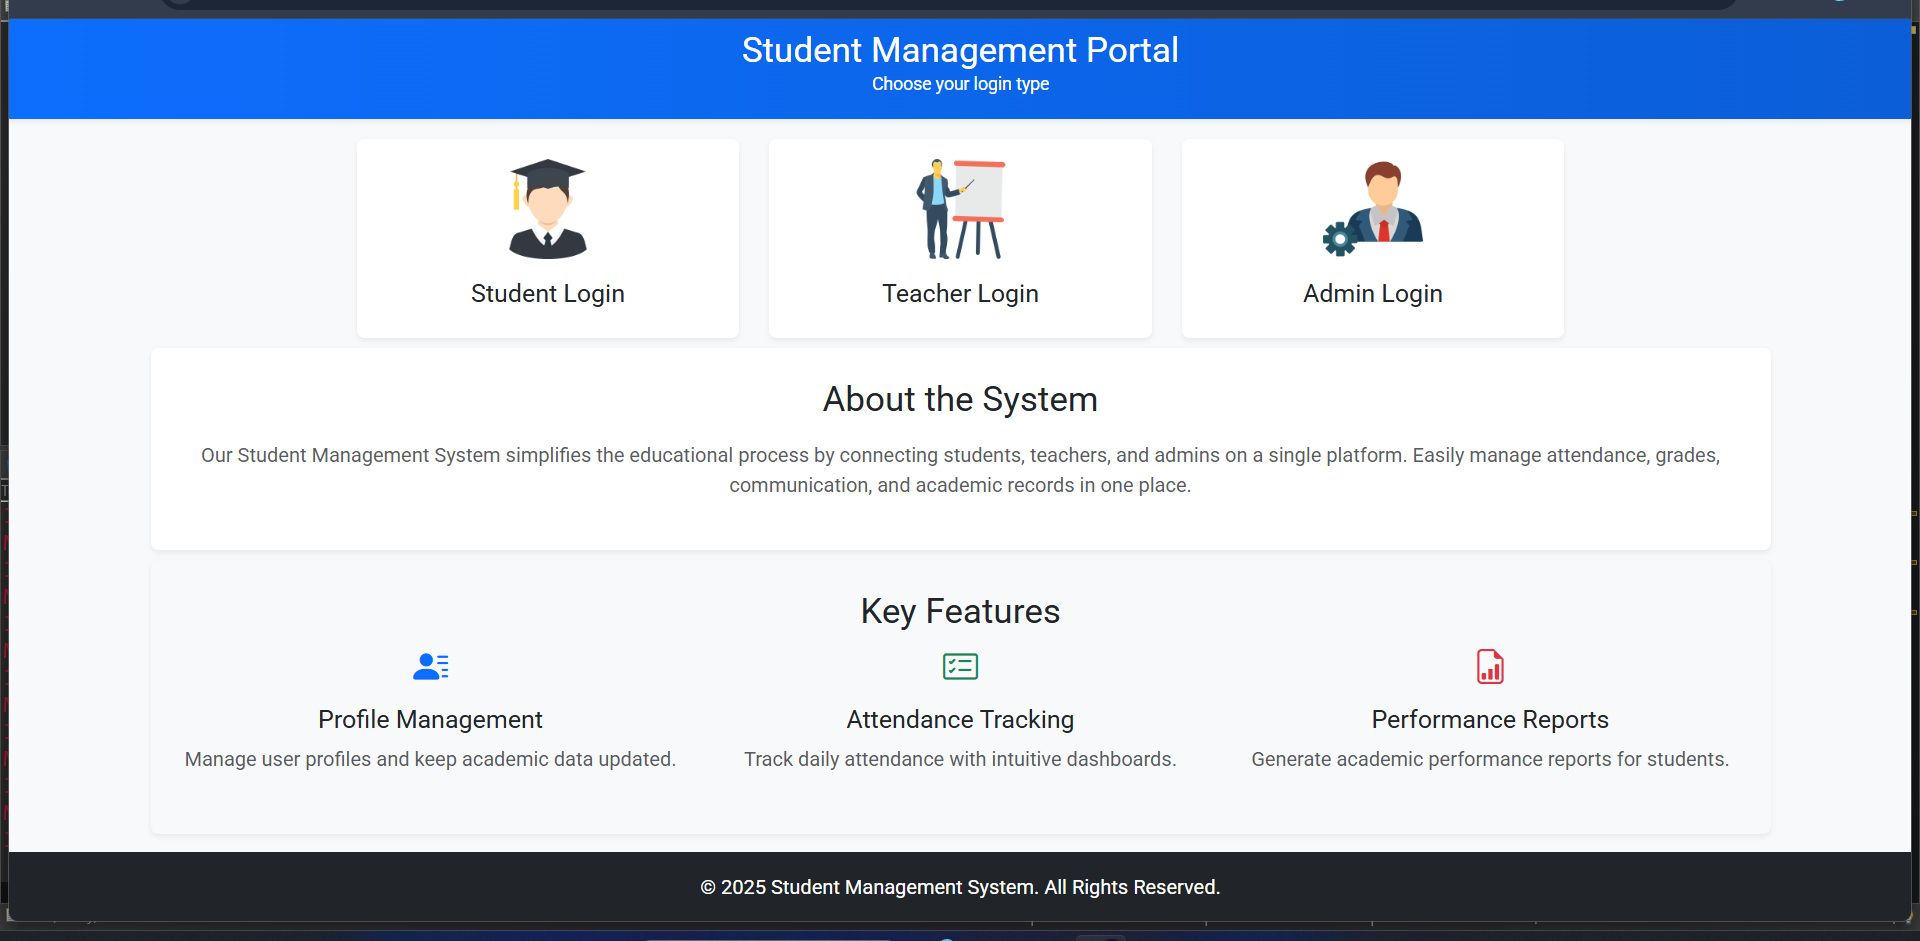 Student Management Portal
Choose your login type
Student Login
Teacher Login
Admin Login
About the System
Our Student Management System simplifies the educational process by connecting students, teachers, and admins on a single platform. Easily manage attendance, grades,
communication, and academic records in one place.
Key Features
Profile Management
Attendance Tracking
Performance Reports
Manage user profiles and keep academic data updated.
Track daily attendance with intuitive dashboards.
Generate academic performance reports for students.
© 2025 Student Management System. All Rights Reserved.